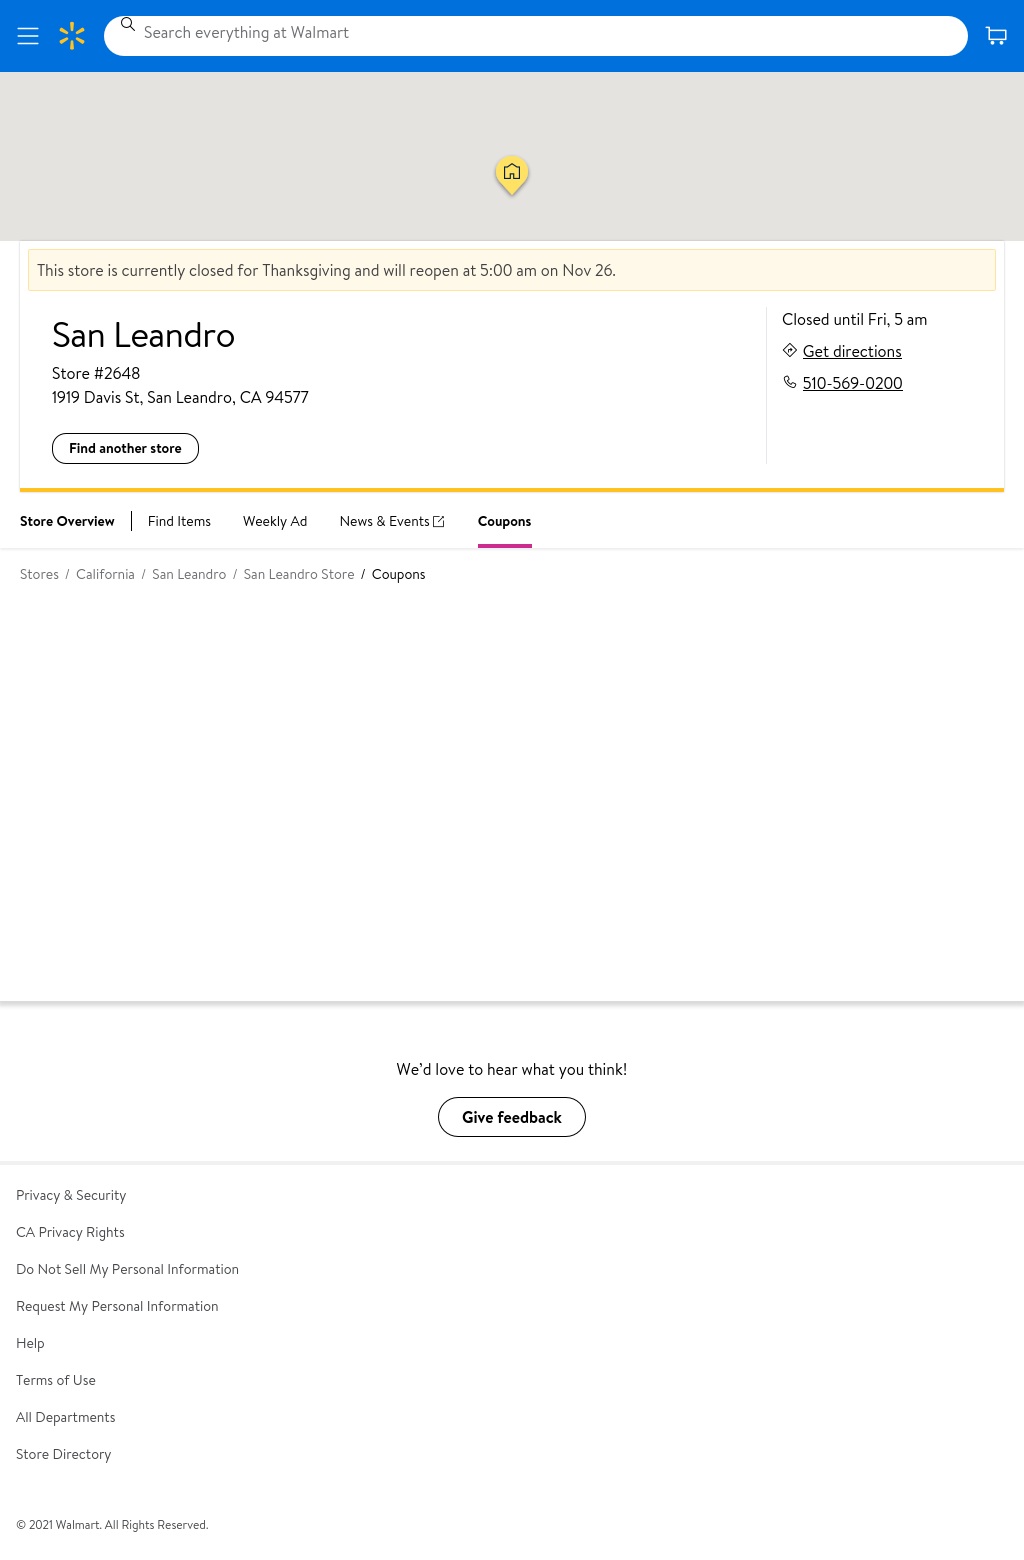 Search everything at Walmart
This store is currently closed for Thanksgiving and will reopen at 5:00 am on Nov 26.
San Leandro
Store #2648
1919 Davis St, San Leandro, CA 94577
Find another store
Closed until Fri, 5 am
Get directions
510-569-0200
Store Overview Find Items Weekly Ad News & Events Coupons
Stores / California / San Leandro / San Leandro Store / Coupons
We’d love to hear what you think!
Give feedback
Privacy & Security
CA Privacy Rights
Do Not Sell My Personal Information
Request My Personal Information
Help
Terms of Use
All Departments
Store Directory
© 2021 Walmart. All Rights Reserved.